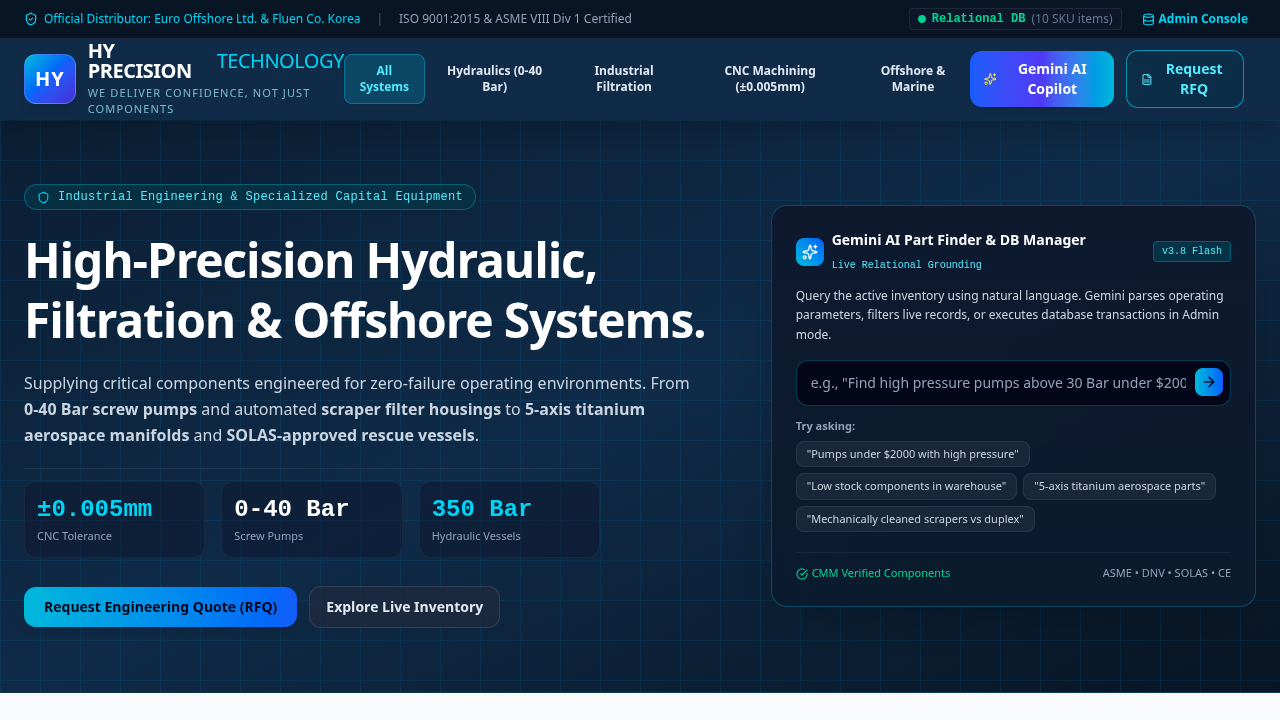 Official Distributor: Euro Offshore Ltd. & Fluen Co. Korea | ISO 9001:2015 & ASME VIII Div 1 Certified
Relational DB (10 SKU items)
Admin Console
HY
HY PRECISION TECHNOLOGY
WE DELIVER CONFIDENCE, NOT JUST COMPONENTS
All Systems
Hydraulics (0-40 Bar)
Industrial Filtration
CNC Machining (±0.005mm)
Offshore & Marine
Gemini AI Copilot
Request RFQ
Industrial Engineering & Specialized Capital Equipment
High-Precision Hydraulic,
Filtration & Offshore Systems.
Supplying critical components engineered for zero-failure operating environments. From
0-40 Bar screw pumps and automated scraper filter housings to 5-axis titanium
aerospace manifolds and SOLAS-approved rescue vessels.
±0.005mm
CNC Tolerance
0-40 Bar
Screw Pumps
350 Bar
Hydraulic Vessels
Request Engineering Quote (RFQ)
Explore Live Inventory
Gemini AI Part Finder & DB Manager
Live Relational Grounding
v3.8 Flash
Query the active inventory using natural language. Gemini parses operating
parameters, filters live records, or executes database transactions in Admin
mode.
e.g., "Find high pressure pumps above 30 Bar under $200
Try asking:
"Pumps under $2000 with high pressure"
"Low stock components in warehouse"
"5-axis titanium aerospace parts"
"Mechanically cleaned scrapers vs duplex"
CMM Verified Components
ASME • DNV • SOLAS • CE